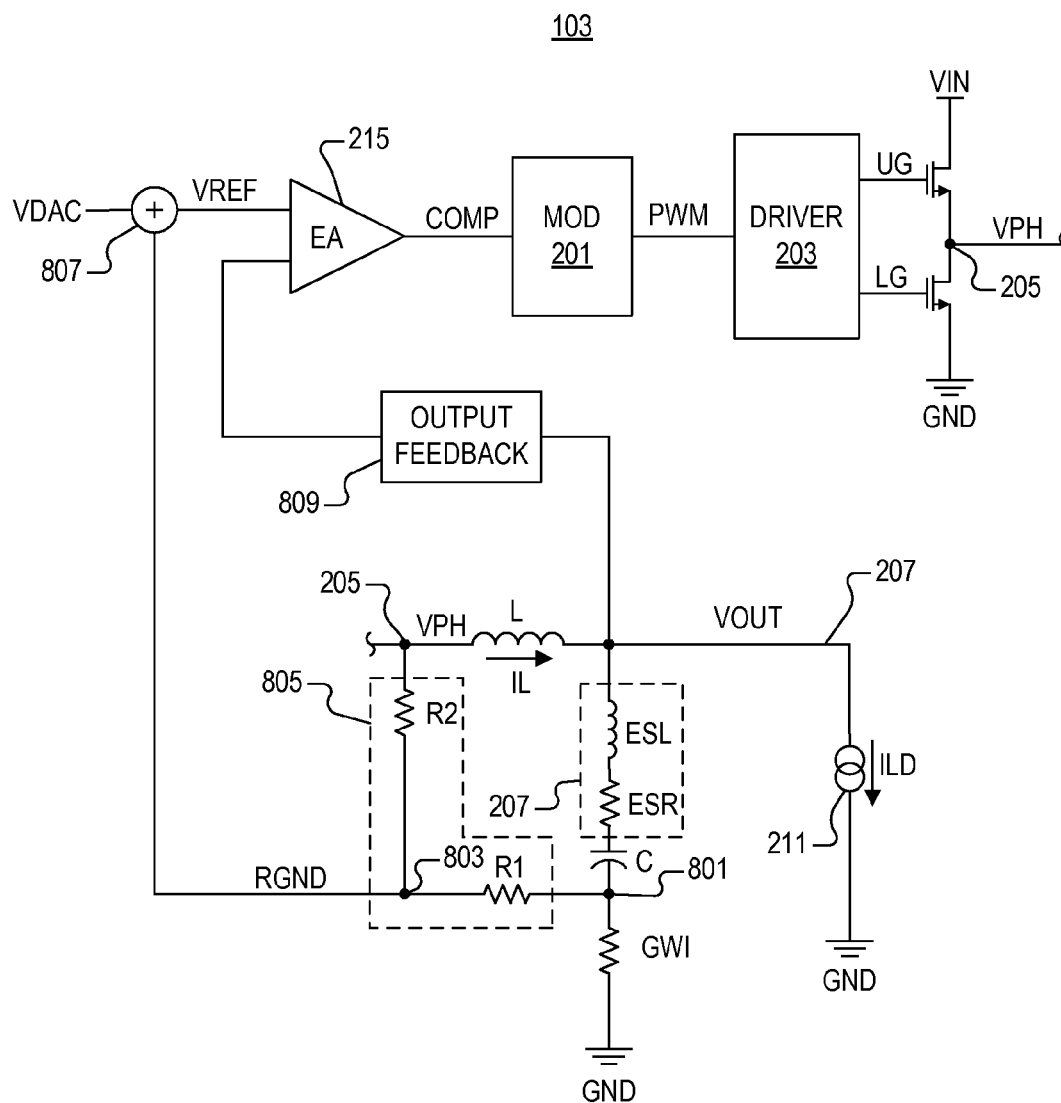 103
VIN
215
UG
VREF
VDAC
+
COMP
MOD
201
PWM
DRIVER
203
EA
VPH
807
LG
205
GND
OUTPUT
FEEDBACK
809
205
VPH
L
VOUT
207
IL
805
R2
ESL
ILD
207
ESR
211
803
C
801
RGND
R1
GWI
GND
GND